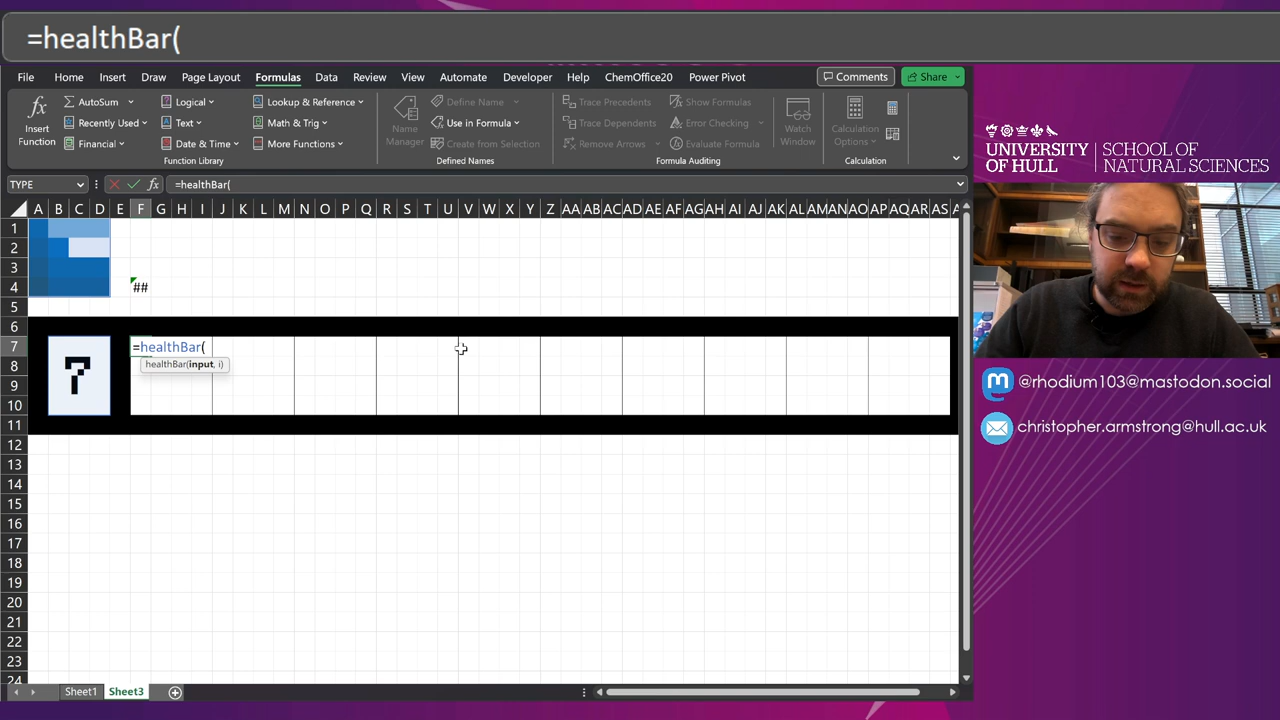 =healthBar(
File Home Insert Draw Page Layout Formulas Data Review View Automate Developer Help ChemOffice20 Power Pivot Comments Share
fx Insert Function
AutoSum
Recently Used
Financial
Logical
Text
Date & Time
Lookup & Reference
Math & Trig
More Functions
Function Library
Name Manager
Define Name
Use in Formula
Create from Selection
Defined Names
Trace Precedents
Trace Dependents
Remove Arrows
Show Formulas
Error Checking
Evaluate Formula
Formula Auditing
Watch Window
Calculation Options
Calculation
TYPE fx =healthBar(
A B C D E F G H I J K L M N O P Q R S T U V W X Y Z AA AB AC AD AE AF AG AH AI AJ AK AL AM AN AO AP AQ AR AS A
1
2
3
4 ##
5
6
7 =healthBar(
healthBar(input, i)
?
8
9
10
11
12
13
14
15
16
17
18
19
20
21
22
23
24
Sheet1 Sheet3
UNIVERSITY OF HULL
SCHOOL OF NATURAL SCIENCES
@rhodium103@mastodon.social
christopher.armstrong@hull.ac.uk